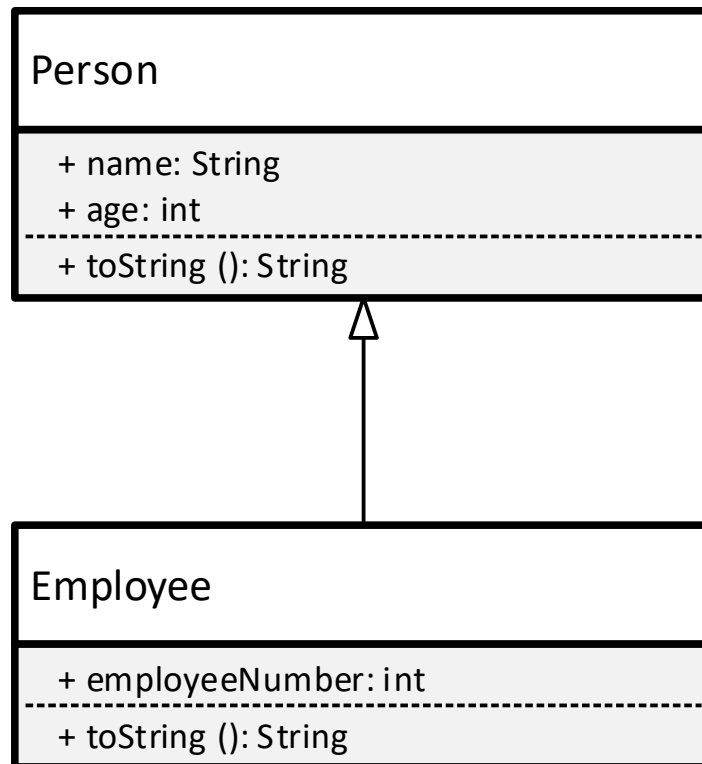 Person
+ name: String
+ age: int
+ toString (): String
Employee
+ employeeNumber: int
+ toString (): String